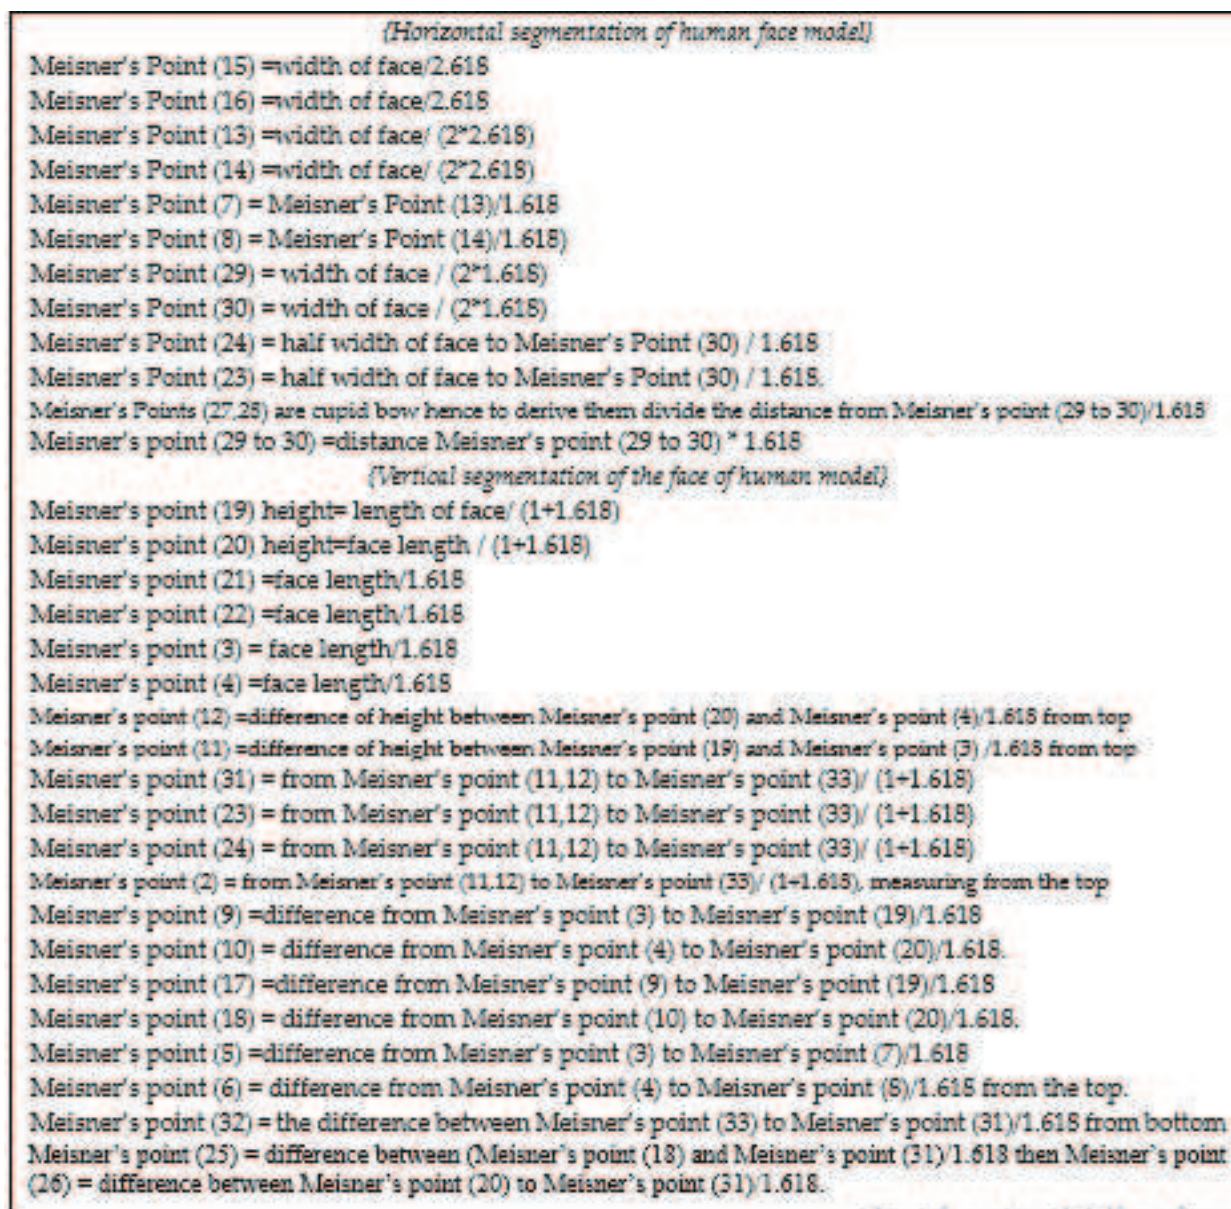 {Horizontal segmentation of human face model}
Meisner's Point (15) =width of face/2.618
Meisner's Point (16) =width of face/2.618
Meisner's Point (13) =width of face/ (2*2.618)
Meisner's Point (14) =width of face/ (2*2.618)
Meisner's Point (7) = Meisner's Point (13)/1.618
Meisner's Point (8) = Meisner's Point (14)/1.618)
Meisner's Point (29) = width of face / (2*1.618)
Meisner's Point (30) = width of face / (2*1.618)
Meisner's Point (24) = half width of face to Meisner's Point (30) / 1.618
Meisner's Point (23) = half width of face to Meisner's Point (30) / 1.618.
Meisner's Points (27,28) are cupid bow hence to derive them divide the distance from Meisner's point (29 to 30)/1.618
Meisner's point (29 to 30) =distance Meisner's point (29 to 30) * 1.618
{Vertical segmentation of the face of human model}
Meisner's point (19) height= length of face/ (1+1.618)
Meisner's point (20) height=face length / (1+1.618)
Meisner's point (21) =face length/1.618
Meisner's point (22) =face length/1.618
Meisner's point (3) = face length/1.618
Meisner's point (4) =face length/1.618
Meisner's point (12) =difference of height between Meisner's point (20) and Meisner's point (4)/1.618 from top
Meisner's point (11) =difference of height between Meisner's point (19) and Meisner's point (3) /1.618 from top
Meisner's point (31) = from Meisner's point (11,12) to Meisner's point (33)/ (1+1.618)
Meisner's point (23) = from Meisner's point (11,12) to Meisner's point (33)/ (1+1.618)
Meisner's point (24) = from Meisner's point (11,12) to Meisner's point (33)/ (1+1.618)
Meisner's point (2) = from Meisner's point (11,12) to Meisner's point (33)/ (1+1.618), measuring from the top
Meisner's point (9) =difference from Meisner's point (3) to Meisner's point (19)/1.618
Meisner's point (10) = difference from Meisner's point (4) to Meisner's point (20)/1.618.
Meisner's point (17) =difference from Meisner's point (9) to Meisner's point (19)/1.618
Meisner's point (18) = difference from Meisner's point (10) to Meisner's point (20)/1.618.
Meisner's point (5) =difference from Meisner's point (3) to Meisner's point (7)/1.618
Meisner's point (6) = difference from Meisner's point (4) to Meisner's point (8)/1.618 from the top.
Meisner's point (32) = the difference between Meisner's point (33) to Meisner's point (31)/1.618 from bottom
Meisner's point (25) = difference between (Meisner's point (18) and Meisner's point (31)/1.618 then Meisner's point
(26) = difference between Meisner's point (20) to Meisner's point (31)/1.618.